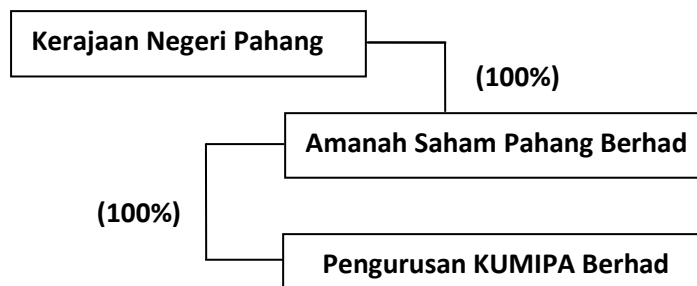 Kerajaan Negeri Pahang
(100%)
Amanah Saham Pahang Berhad
(100%)
Pengurusan KUMIPA Berhad